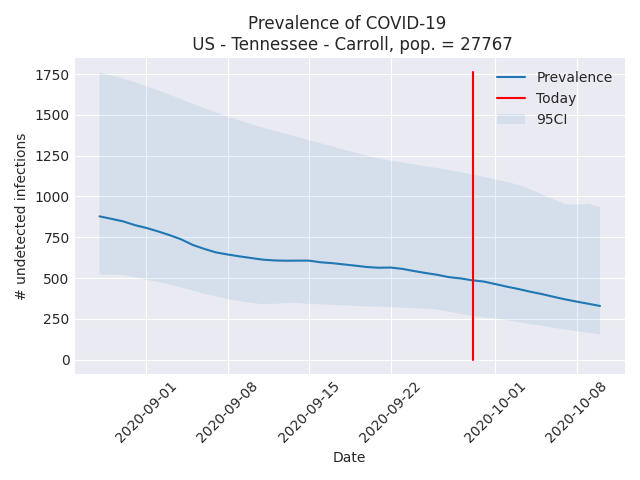 Prevalence of COVID-19
US - Tennessee - Carroll, pop. = 27767
Prevalence
Today
95CI
1750
1500
1250
1000
750
500
250
0
# undetected infections
2020-09-01
2020-09-08
2020-09-15
2020-09-22
2020-10-01
2020-10-08
Date